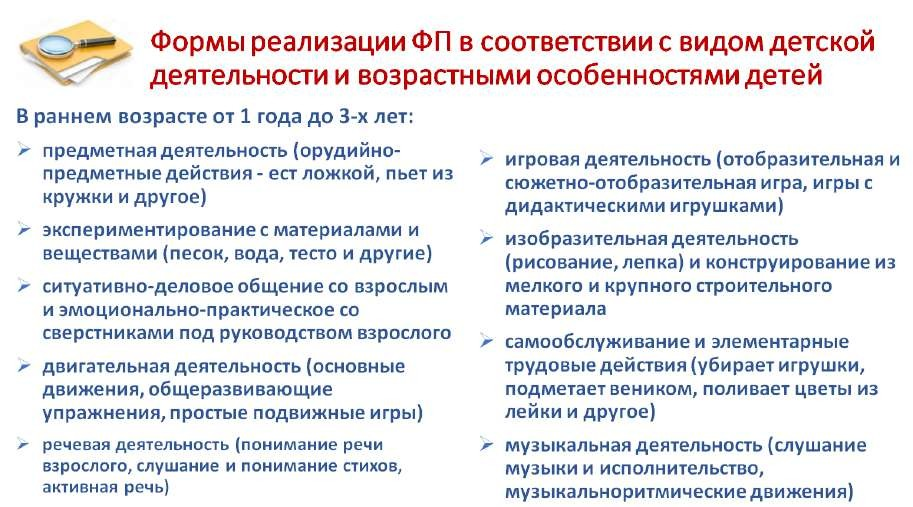 Формы реализации ФП в соответствии с видом детской
деятельности и возрастными особенностями детей
В раннем возрасте от 1 года до 3-х лет:
предметная деятельность (орудийно-
предметные действия - ест ложкой, пьет из
кружки и другое)
экспериментирование с материалами и
веществами (песок, вода, тесто и другие)
ситуативно-деловое общение со взрослым
и эмоционально-практическое со
сверстниками под руководством взрослого
двигательная деятельность (основные
движения, общеразвивающие
упражнения, простые подвижные игры)
речевая деятельность (понимание речи
взрослого, слушание и понимание стихов,
активная речь)
игровая деятельность (отобразительная и
сюжетно-отобразительная игра, игры с
дидактическими игрушками)
изобразительная деятельность
(рисование, лепка) и конструирование из
мелкого и крупного строительного
материала
самообслуживание и элементарные
трудовые действия (убирает игрушки,
подметает веником, поливает цветы из
лейки и другое)
музыкальная деятельность (слушание
музыки и исполнительство,
музыкальноритмические движения)